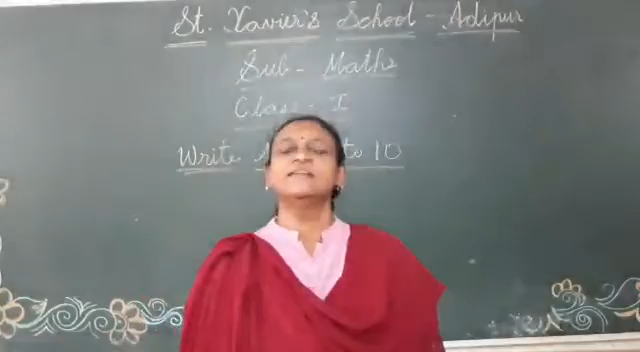 St. Xavier's School - Adipur
Sub - Maths
Class - I
Write to 10